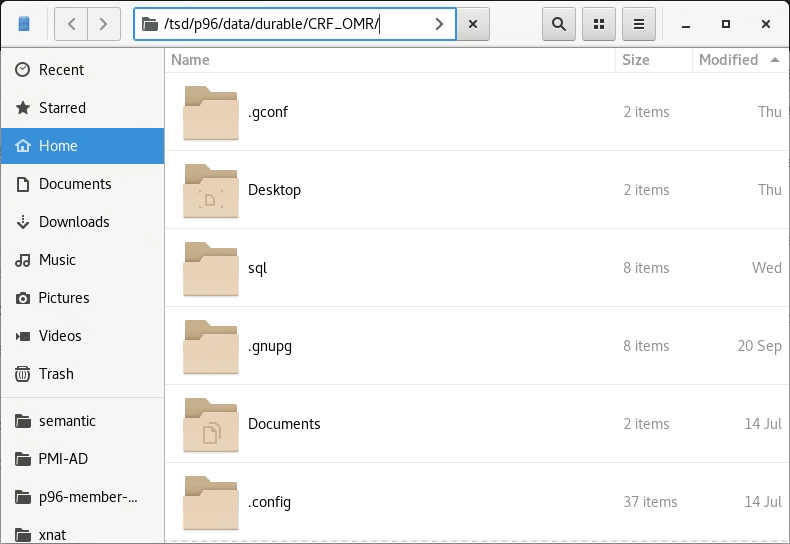 /tsd/p96/data/durable/CRF_OMR/
Name Size Modified
Recent
Starred
Home
Documents
Downloads
Music
Pictures
Videos
Trash
semantic
PMI-AD
p96-member-...
xnat
.gconf 2 items Thu
Desktop 2 items Thu
sql 8 items Wed
.gnupg 8 items 20 Sep
Documents 2 items 14 Jul
.config 37 items 14 Jul